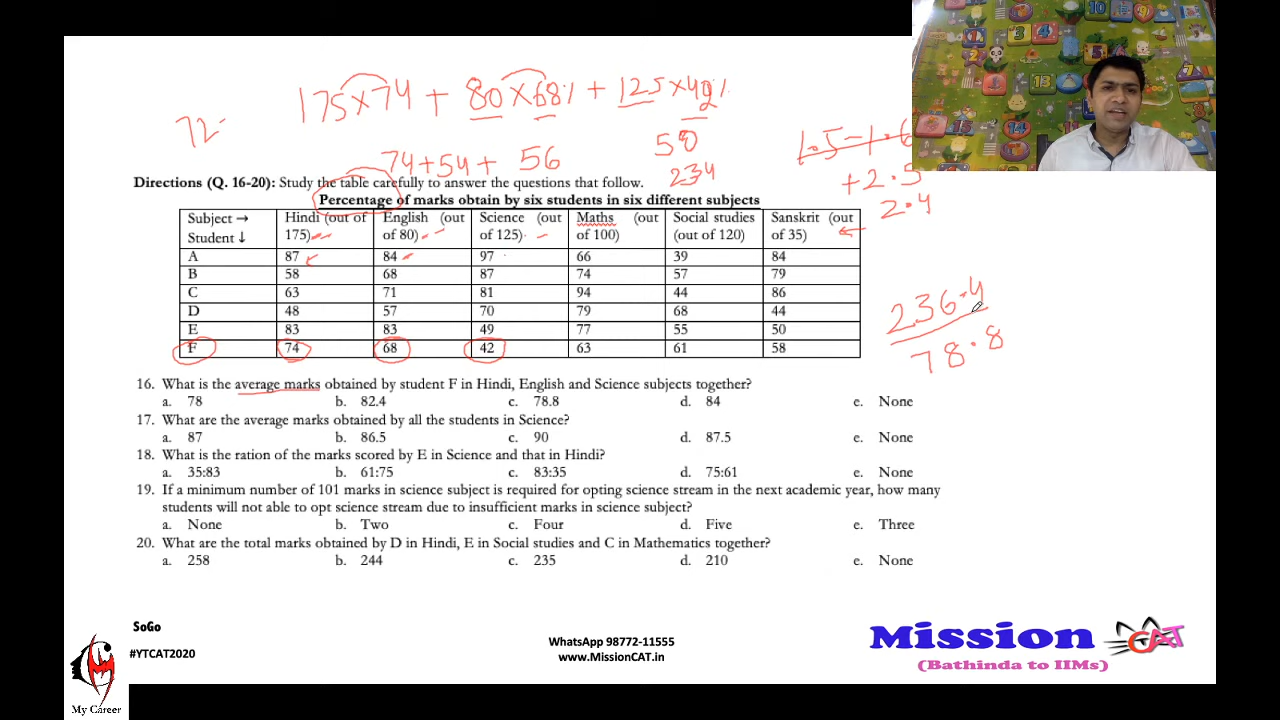 175×74 + 80×68% + 125×42%
72
58
1.5-1.6
74+54+ 56
234
+2.5
2.4
Directions (Q. 16-20): Study the table carefully to answer the questions that follow.
Percentage of marks obtain by six students in six different subjects
Subject → Student ↓ Hindi (out of 175) English (out of 80) Science (out of 125) Maths (out of 100) Social studies (out of 120) Sanskrit (out of 35)
A 87 84 97 66 39 84
B 58 68 87 74 57 79
C 63 71 81 94 44 86
D 48 57 70 79 68 44
E 83 83 49 77 55 50
F 74 68 42 63 61 58
236.4
78.8
16. What is the average marks obtained by student F in Hindi, English and Science subjects together?
a. 78 b. 82.4 c. 78.8 d. 84 e. None
17. What are the average marks obtained by all the students in Science?
a. 87 b. 86.5 c. 90 d. 87.5 e. None
18. What is the ration of the marks scored by E in Science and that in Hindi?
a. 35:83 b. 61:75 c. 83:35 d. 75:61 e. None
19. If a minimum number of 101 marks in science subject is required for opting science stream in the next academic year, how many
students will not able to opt science stream due to insufficient marks in science subject?
a. None b. Two c. Four d. Five e. Three
20. What are the total marks obtained by D in Hindi, E in Social studies and C in Mathematics together?
a. 258 b. 244 c. 235 d. 210 e. None
SoGo
#YTCAT2020
WhatsApp 98772-11555
www.MissionCAT.in
Mission CAT
(Bathinda to IIMs)
My Career